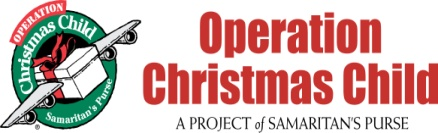 OPERATION
Christmas Child
Samaritan's Purse
®
Operation
Christmas Child
A PROJECT of SAMARITAN'S PURSE